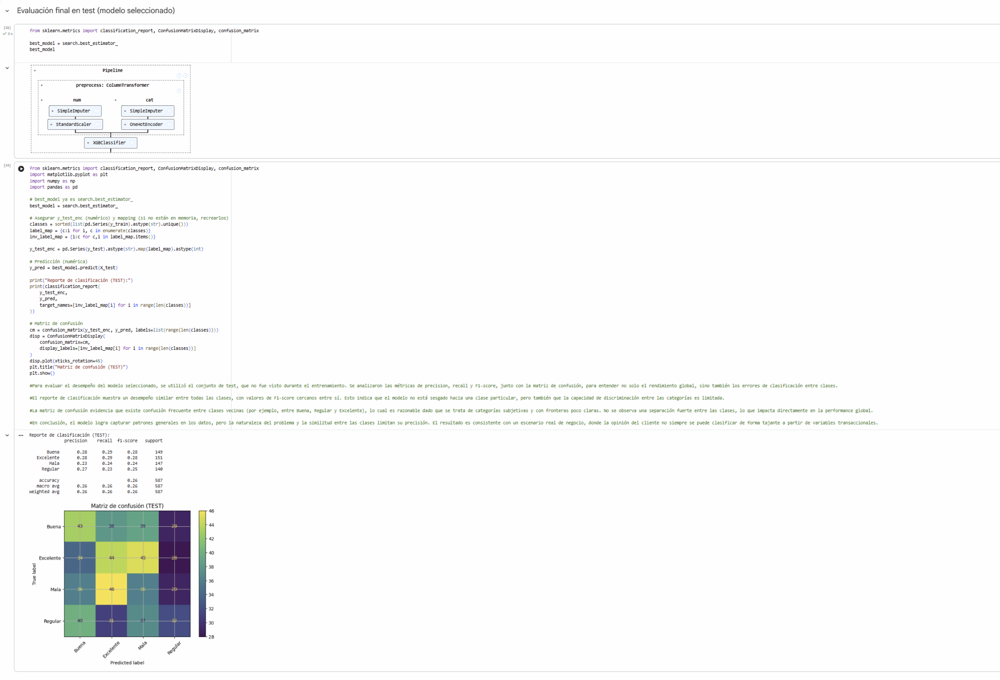 Evaluación final en test (modelo seleccionado)
[31]
0s
from sklearn.metrics import classification_report, ConfusionMatrixDisplay, confusion_matrix
best_model = search.best_estimator_
best_model
Pipeline
preprocess: ColumnTransformer
num
cat
SimpleImputer
SimpleImputer
StandardScaler
OneHotEncoder
XGBClassifier
[33]
from sklearn.metrics import classification_report, ConfusionMatrixDisplay, confusion_matrix
import matplotlib.pyplot as plt
import numpy as np
import pandas as pd
# best_model ya es search.best_estimator_
best_model = search.best_estimator_
# Asegurar y_test_enc (numérico) y mapping (si no están en memoria, recrearlos)
classes = sorted(list(pd.Series(y_train).astype(str).unique()))
label_map = {c:i for i, c in enumerate(classes)}
inv_label_map = {i:c for c,i in label_map.items()}
y_test_enc = pd.Series(y_test).astype(str).map(label_map).astype(int)
# Predicción (numérica)
y_pred = best_model.predict(X_test)
print("Reporte de clasificación (TEST):")
print(classification_report(
y_test_enc,
y_pred,
target_names=[inv_label_map[i] for i in range(len(classes))]
))
# Matriz de confusión
cm = confusion_matrix(y_test_enc, y_pred, labels=list(range(len(classes))))
disp = ConfusionMatrixDisplay(
confusion_matrix=cm,
display_labels=[inv_label_map[i] for i in range(len(classes))]
)
disp.plot(xticks_rotation=45)
plt.title("Matriz de confusión (TEST)")
plt.show()
#Para evaluar el desempeño del modelo seleccionado, se utilizó el conjunto de test, que no fue visto durante el entrenamiento. Se analizaron las métricas de precision, recall y F1-score, junto con la matriz de confusión, para entender no solo el rendimiento global, sino también los errores de clasificación entre clases.
#El reporte de clasificación muestra un desempeño similar entre todas las clases, con valores de F1-score cercanos entre sí. Esto indica que el modelo no está sesgado hacia una clase particular, pero también que la capacidad de discriminación entre las categorías es limitada.
#La matriz de confusión evidencia que existe confusión frecuente entre clases vecinas (por ejemplo, entre Buena, Regular y Excelente), lo cual es razonable dado que se trata de categorías subjetivas y con fronteras poco claras. No se observa una separación fuerte entre las clases, lo que impacta directamente en la performance global.
#En conclusión, el modelo logra capturar patrones generales en los datos, pero la naturaleza del problema y la similitud entre las clases limitan su precisión. El resultado es consistente con un escenario real de negocio, donde la opinión del cliente no siempre se puede clasificar de forma tajante a partir de variables transaccionales.
Reporte de clasificación (TEST):
precision recall f1-score support
Buena 0.28 0.29 0.28 149
Excelente 0.28 0.29 0.28 151
Mala 0.23 0.24 0.24 147
Regular 0.27 0.23 0.25 140
accuracy 0.26 587
macro avg 0.26 0.26 0.26 587
weighted avg 0.26 0.26 0.26 587
Matriz de confusión (TEST)
Buena 43 38 39 29
Excelente 34 44 45 28
Mala 36 46 36 29
Regular 40 31 37 32
True label
Buena Excelente Mala Regular
Predicted label
46
44
42
40
38
36
34
32
30
28